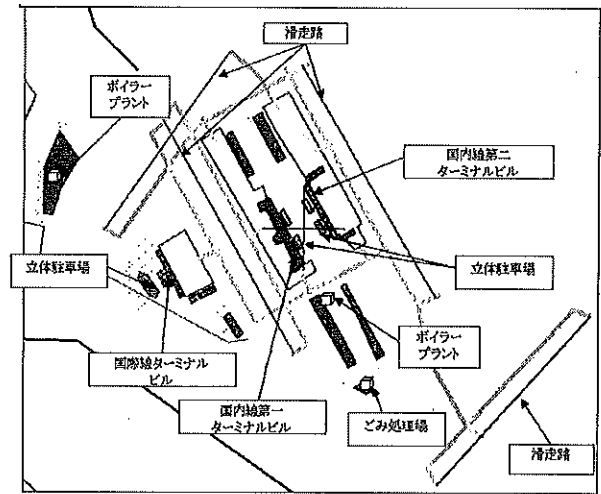 滑走路
ボイラー
プラント
国内線第二
ターミナルビル
立体駐車場
立体駐車場
ボイラー
プラント
国際線ターミナル
ビル
国内線第一
ターミナルビル
ごみ処理場
滑走路